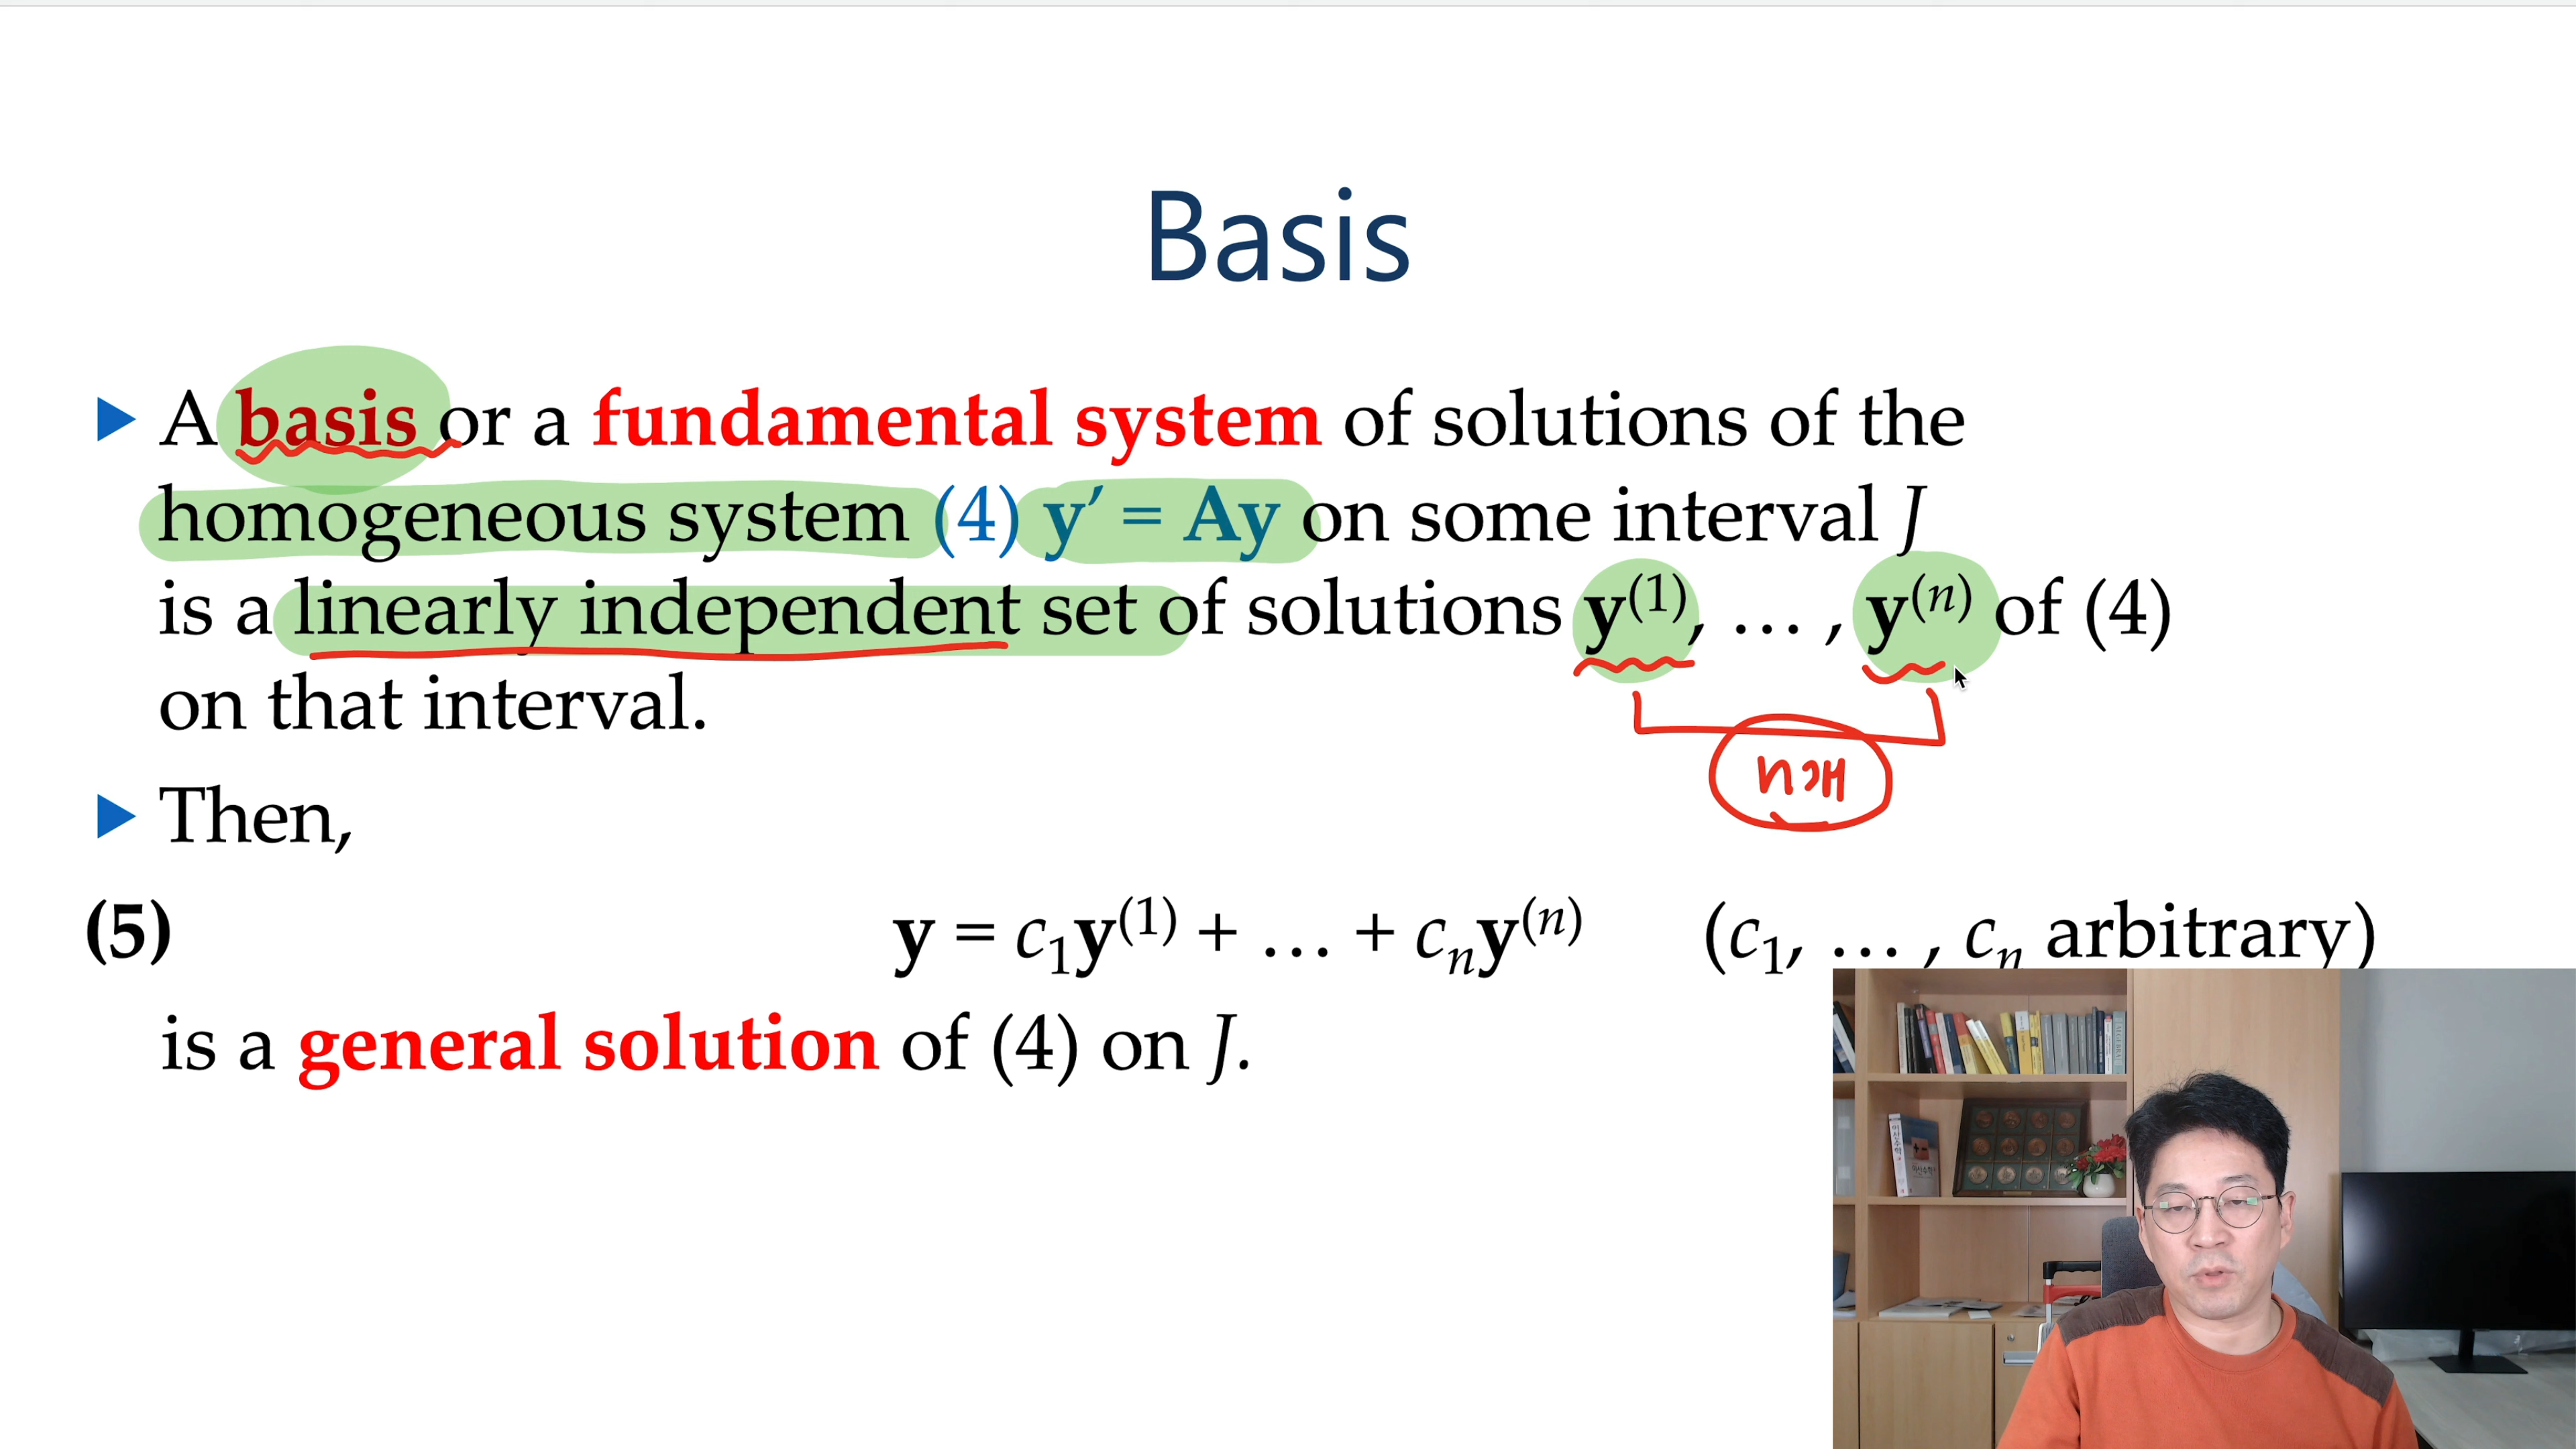 Basis
A basis or a fundamental system of solutions of the
homogeneous system (4) y′ = Ay on some interval J
is a linearly independent set of solutions y⁽¹⁾, … , y⁽ⁿ⁾ of (4)
on that interval.
n개
Then,
(5) y = c₁y⁽¹⁾ + … + cₙy⁽ⁿ⁾ (c₁, … , cₙ arbitrary)
is a general solution of (4) on J.